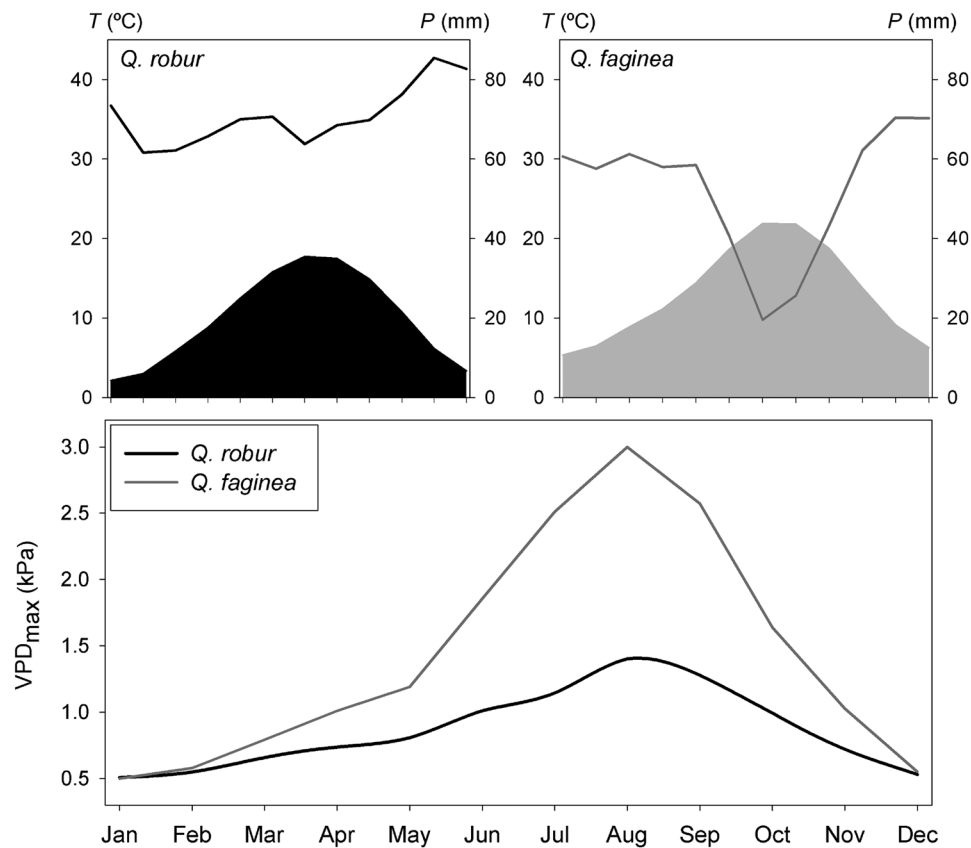 T (ºC) P (mm) T (ºC) P (mm)
Q. robur Q. faginea
40 80 40 80
30 60 30 60
20 40 20 40
10 20 10 20
0 0 0 0
Q. robur
Q. faginea
3.0
2.5
2.0
1.5
1.0
0.5
VPDmax (kPa)
Jan Feb Mar Apr May Jun Jul Aug Sep Oct Nov Dec